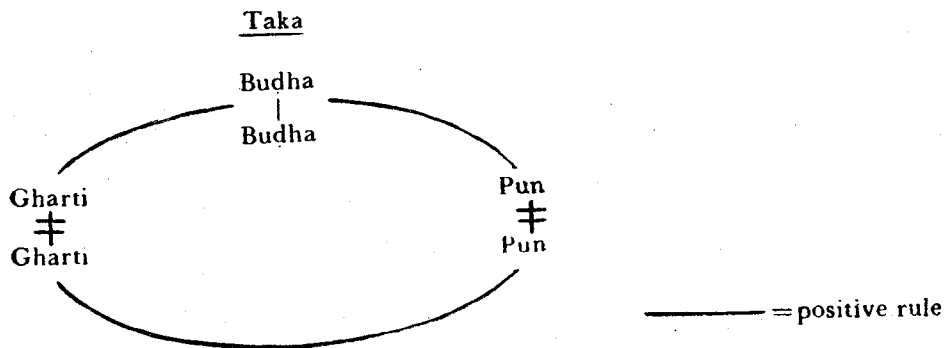 Taka
Budha
Budha
Gharti
Pun
Gharti
Pun
= positive rule